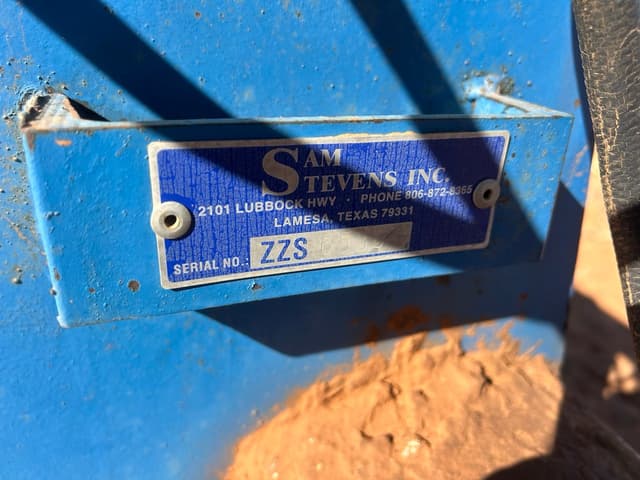 SAM
STEVENS INC.
2101 LUBBOCK HWY · PHONE 806-872-8365
LAMESA, TEXAS 79331
SERIAL NO.: ZZS